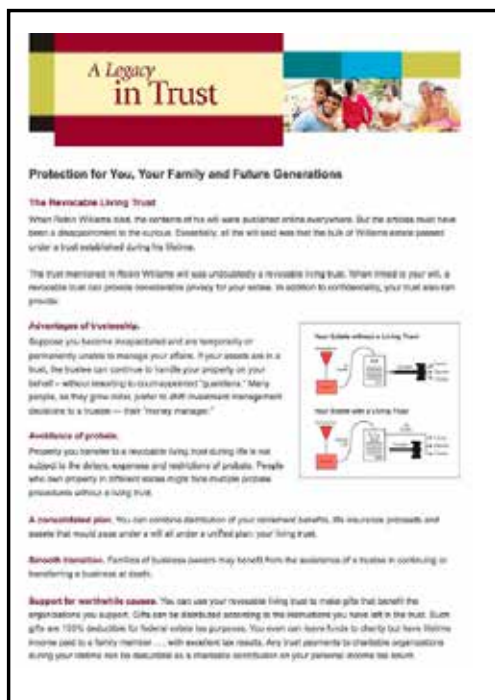 A Legacy
in Trust
Protection for You, Your Family and Future Generations
The Revocable Living Trust
When Robin Williams died, the contents of his will were published online everywhere. But the articles must have
been a disappointment to the curious. Essentially, all the will said was that the bulk of Williams estate passed
under a trust established during his lifetime.
The trust mentioned in Robin Williams will was undoubtedly a revocable living trust. When linked to your will, a
revocable trust can provide considerable privacy for your estate. In addition to confidentiality, your trust also can
provide:
Advantages of trusteeship.
Suppose you become incapacitated and are temporarily or
permanently unable to manage your affairs. If your assets are in a
trust, the trustee can continue to handle your property on your
behalf – without resorting to court-appointed "guardians." Many
people, as they grow older, prefer to shift investment management
decisions to a trustee — their "money manager."
Your Estate without a Living Trust
Your Estate with a Living Trust
Avoidance of probate.
Property you transfer to a revocable living trust during life is not
subject to the delays, expenses and restrictions of probate. People
who own property in different states might face multiple probate
procedures without a living trust.
A consolidated plan. You can combine distribution of your retirement benefits, life insurance proceeds and
assets that would pass under a will all under a unified plan: your living trust.
Smooth transition. Families of business owners may benefit from the assistance of a trustee in continuing or
transferring a business at death.
Support for worthwhile causes. You can use your revocable living trust to make gifts that benefit the
organizations you support. Gifts can be distributed according to the instructions you have left in the trust. Such
gifts are 100% deductible for federal estate tax purposes. You even can leave funds to charity but have lifetime
income paid to a family member . . . with excellent tax results. Any trust payments to charitable organizations
during your lifetime can be deducted as a charitable contribution on your personal income tax return.